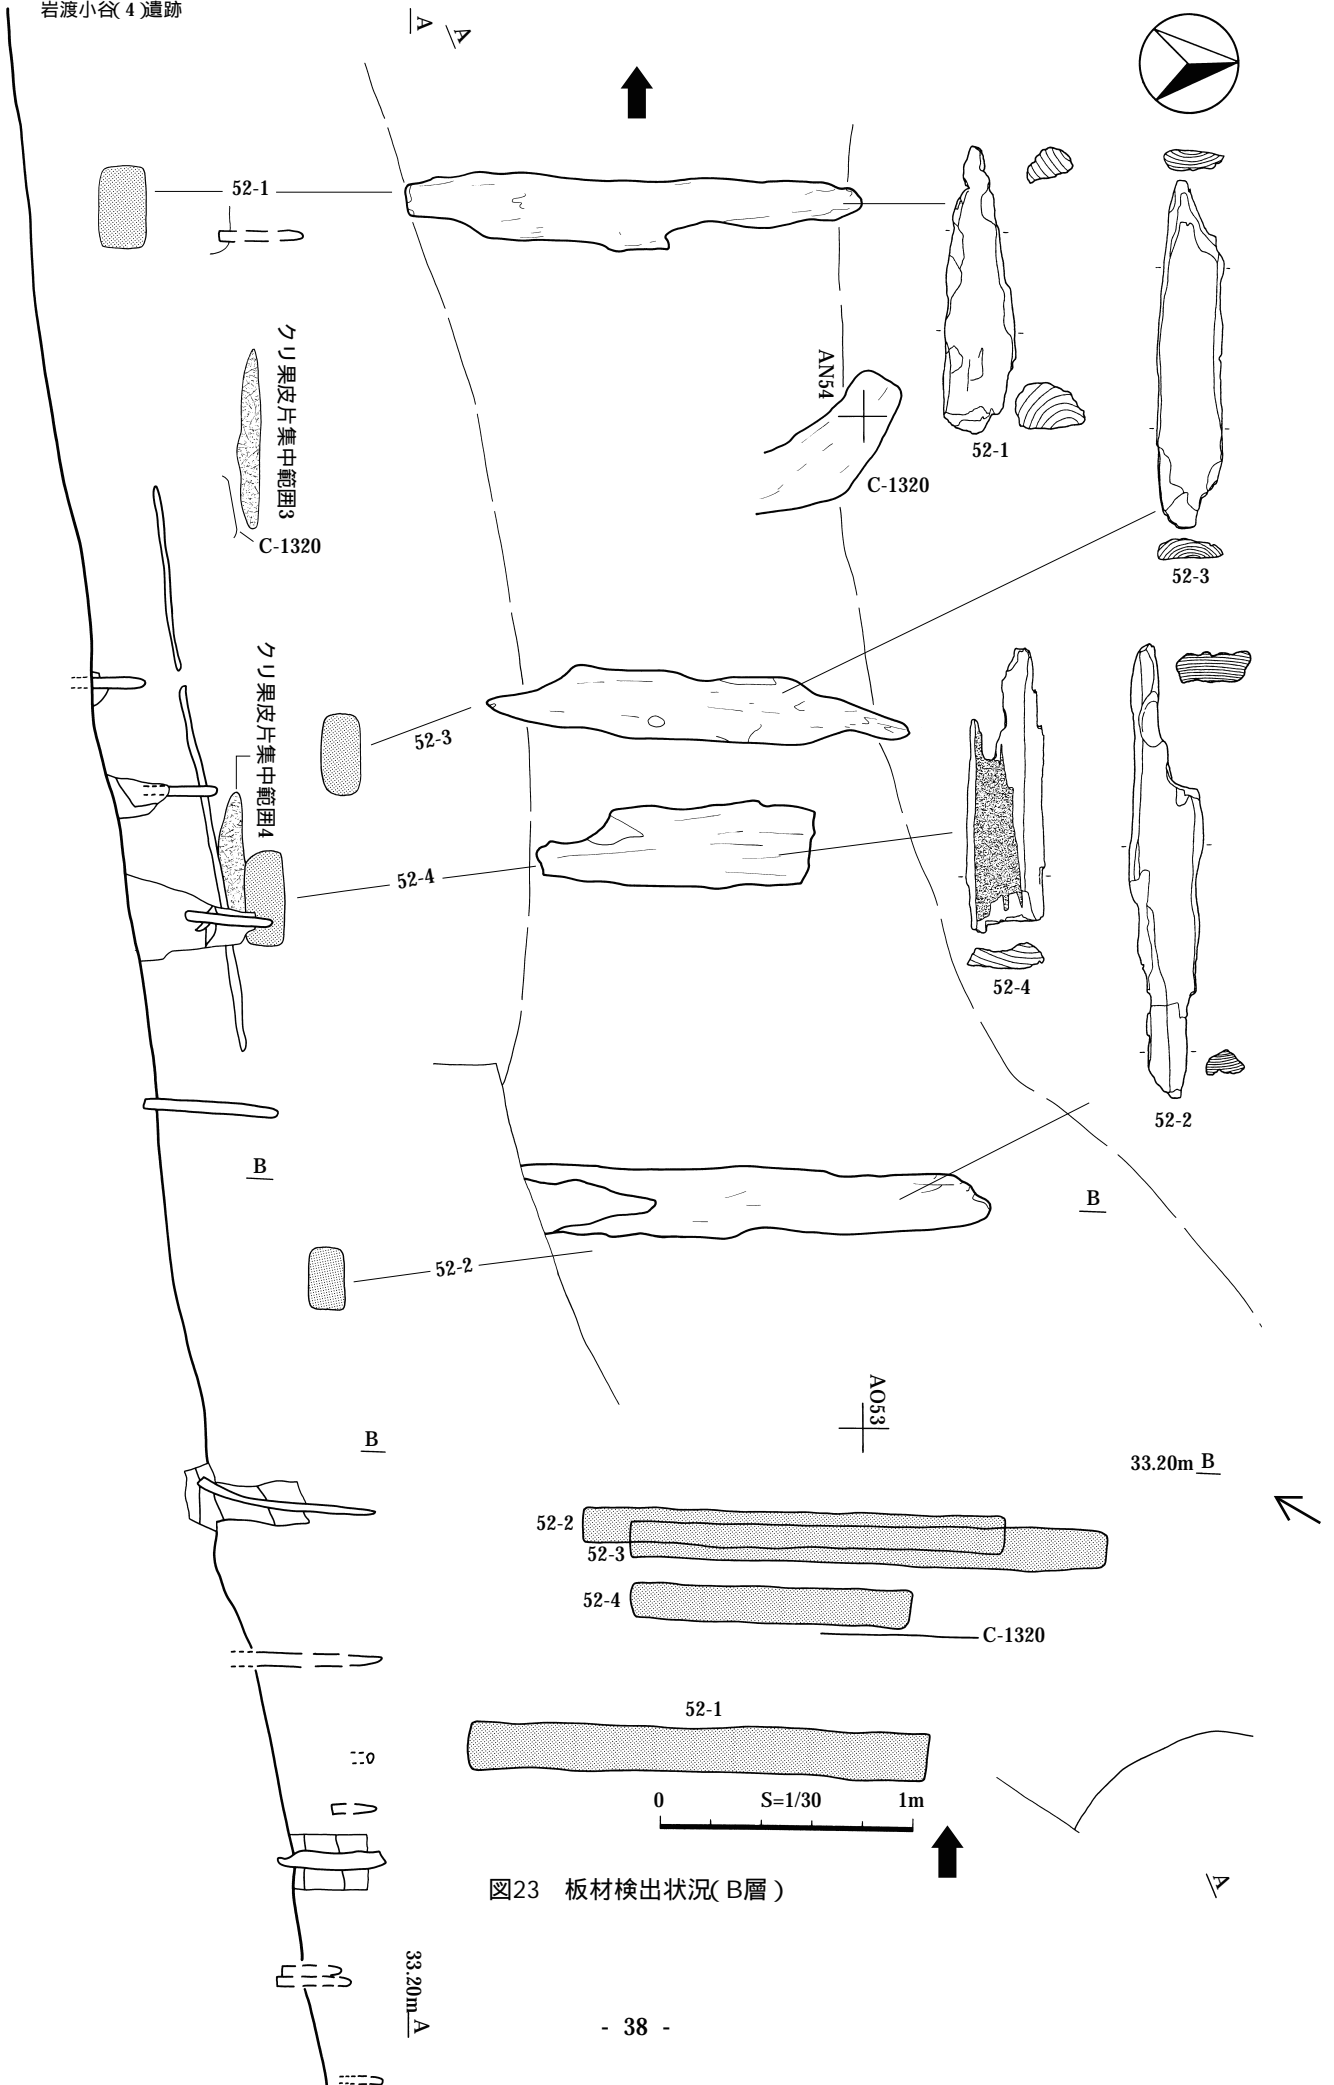 岩渡小谷(4)遺跡
A
A
52-1
クリ果皮片集中範囲3
C-1320
AN54
C-1320
52-1
52-3
クリ果皮片集中範囲4
52-3
52-4
52-4
52-2
B
B
52-2
AO53
B
33.20m B
52-2
52-3
52-4
C-1320
52-1
0 S=1/30 1m
図23 板材検出状況(B層)
A
33.20m A
- 38 -